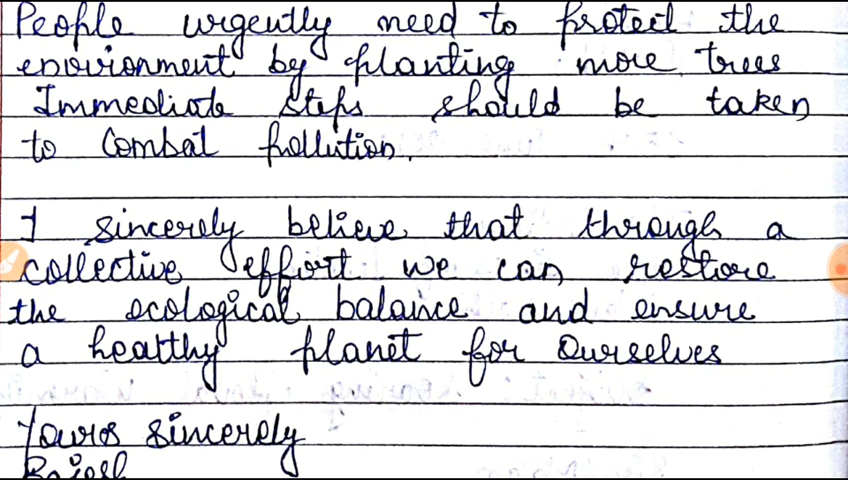 People urgently need to protect the
environment by planting more trees
Immediate steps should be taken
to combat pollution.
I sincerely believe that through a
collective effort we can restore
the ecological balance and ensure
a healthy planet for ourselves
Yours sincerely